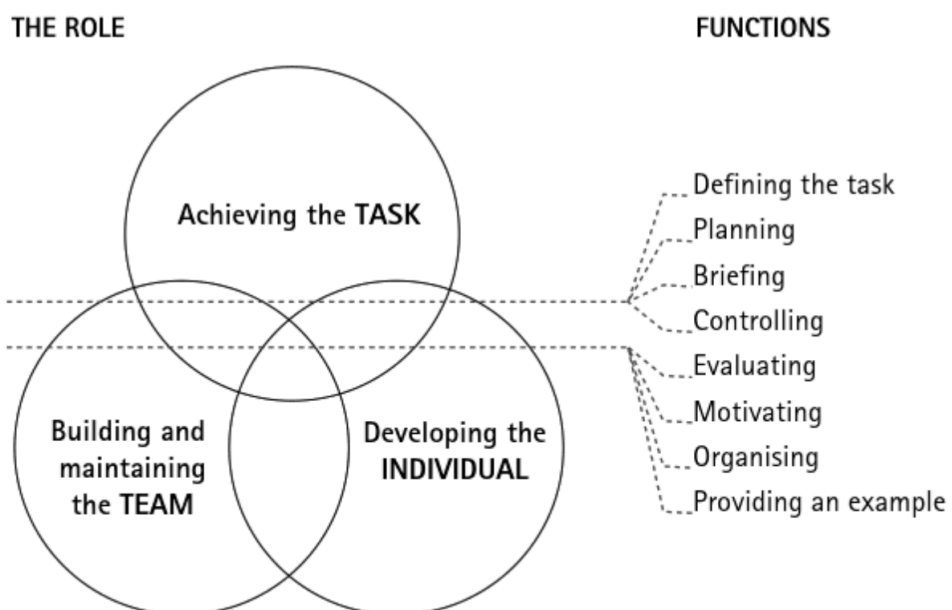 THE ROLE
FUNCTIONS
Achieving the TASK
Building and
maintaining
the TEAM
Developing the
INDIVIDUAL
Defining the task
Planning
Briefing
Controlling
Evaluating
Motivating
Organising
Providing an example